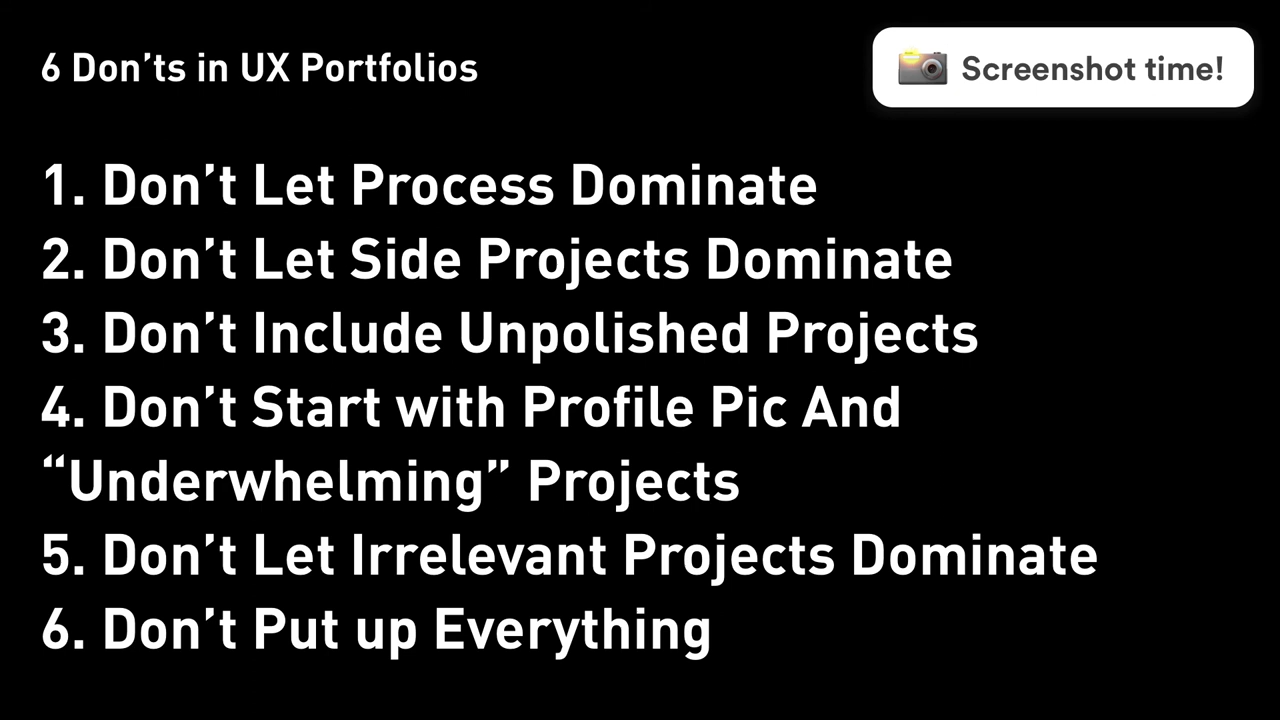 6 Don’ts in UX Portfolios
Screenshot time!
1. Don’t Let Process Dominate
2. Don’t Let Side Projects Dominate
3. Don’t Include Unpolished Projects
4. Don’t Start with Profile Pic And
“Underwhelming” Projects
5. Don’t Let Irrelevant Projects Dominate
6. Don’t Put up Everything